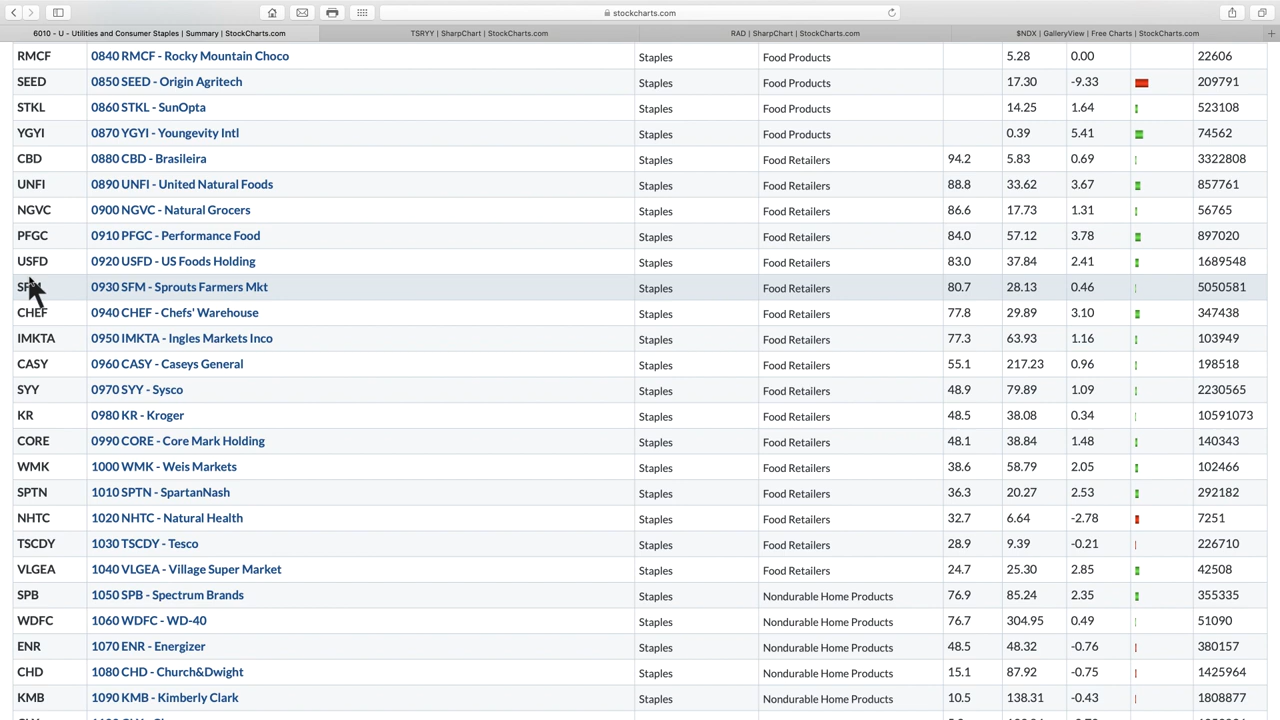 stockcharts.com
6010 - U - Utilities and Consumer Staples | Summary | StockCharts.com TSRYY | SharpChart | StockCharts.com RAD | SharpChart | StockCharts.com $NDX | GalleryView | Free Charts | StockCharts.com
RMCF 0840 RMCF - Rocky Mountain Choco Staples Food Products 5.28 0.00 22606
SEED 0850 SEED - Origin Agritech Staples Food Products 17.30 -9.33 209791
STKL 0860 STKL - SunOpta Staples Food Products 14.25 1.64 523108
YGYI 0870 YGYI - Youngevity Intl Staples Food Products 0.39 5.41 74562
CBD 0880 CBD - Brasileira Staples Food Retailers 94.2 5.83 0.69 3322808
UNFI 0890 UNFI - United Natural Foods Staples Food Retailers 88.8 33.62 3.67 857761
NGVC 0900 NGVC - Natural Grocers Staples Food Retailers 86.6 17.73 1.31 56765
PFGC 0910 PFGC - Performance Food Staples Food Retailers 84.0 57.12 3.78 897020
USFD 0920 USFD - US Foods Holding Staples Food Retailers 83.0 37.84 2.41 1689548
0930 SFM - Sprouts Farmers Mkt Staples Food Retailers 80.7 28.13 0.46 5050581
CHEF 0940 CHEF - Chefs' Warehouse Staples Food Retailers 77.8 29.89 3.10 347438
IMKTA 0950 IMKTA - Ingles Markets Inco Staples Food Retailers 77.3 63.93 1.16 103949
CASY 0960 CASY - Caseys General Staples Food Retailers 55.1 217.23 0.96 198518
SYY 0970 SYY - Sysco Staples Food Retailers 48.9 79.89 1.09 2230565
KR 0980 KR - Kroger Staples Food Retailers 48.5 38.08 0.34 10591073
CORE 0990 CORE - Core Mark Holding Staples Food Retailers 48.1 38.84 1.48 140343
WMK 1000 WMK - Weis Markets Staples Food Retailers 38.6 58.79 2.05 102466
SPTN 1010 SPTN - SpartanNash Staples Food Retailers 36.3 20.27 2.53 292182
NHTC 1020 NHTC - Natural Health Staples Food Retailers 32.7 6.64 -2.78 7251
TSCDY 1030 TSCDY - Tesco Staples Food Retailers 28.9 9.39 -0.21 226710
VLGEA 1040 VLGEA - Village Super Market Staples Food Retailers 24.7 25.30 2.85 42508
SPB 1050 SPB - Spectrum Brands Staples Nondurable Home Products 76.9 85.24 2.35 355335
WDFC 1060 WDFC - WD-40 Staples Nondurable Home Products 76.7 304.95 0.49 51090
ENR 1070 ENR - Energizer Staples Nondurable Home Products 48.5 48.32 -0.76 380157
CHD 1080 CHD - Church&Dwight Staples Nondurable Home Products 15.1 87.92 -0.75 1425964
KMB 1090 KMB - Kimberly Clark Staples Nondurable Home Products 10.5 138.31 -0.43 1808877